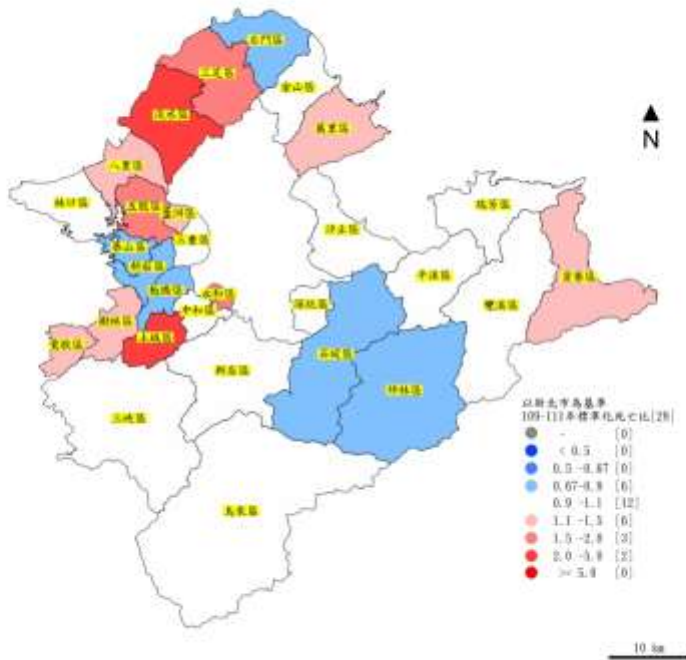 石門區
三芝區
金山區
淡水區
萬里區
N
八里區
林口區
五股區
蘆洲區
三重區
瑞芳區
汐止區
泰山區
新莊區
平溪區
貢寮區
板橋區
永和區
深坑區
雙溪區
中和區
樹林區
土城區
鶯歌區
石碇區
新店區
坪林區
三峽區
烏來區
以新北市為基準
109-111年標準化死亡比[29]
- [0]
< 0.5 [0]
0.5 -0.67 [0]
0.67-0.9 [6]
0.9 -1.1 [12]
1.1 -1.5 [6]
1.5 -2.0 [3]
2.0 -5.0 [2]
>= 5.0 [0]
10 km